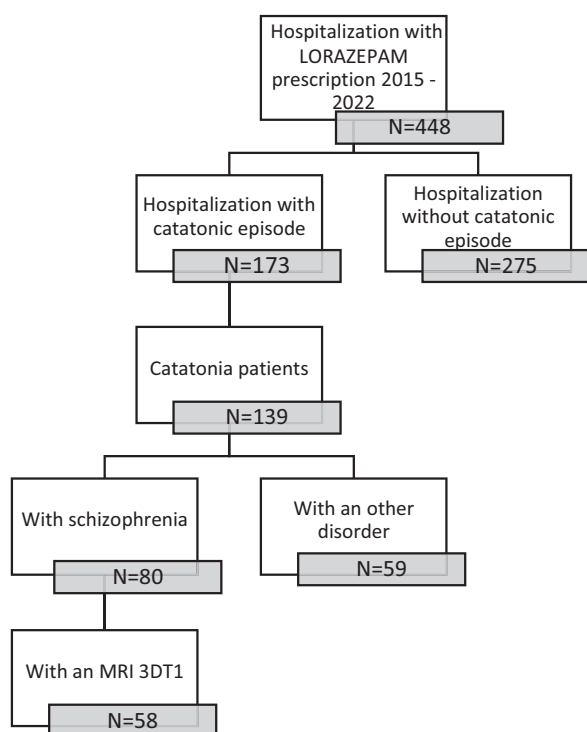 Hospitalization with
LORAZEPAM
prescription 2015 -
2022
N=448
Hospitalization with
catatonic episode
N=173
Hospitalization
without catatonic
episode
N=275
Catatonia patients
N=139
With schizophrenia
N=80
With an other
disorder
N=59
With an MRI 3DT1
N=58